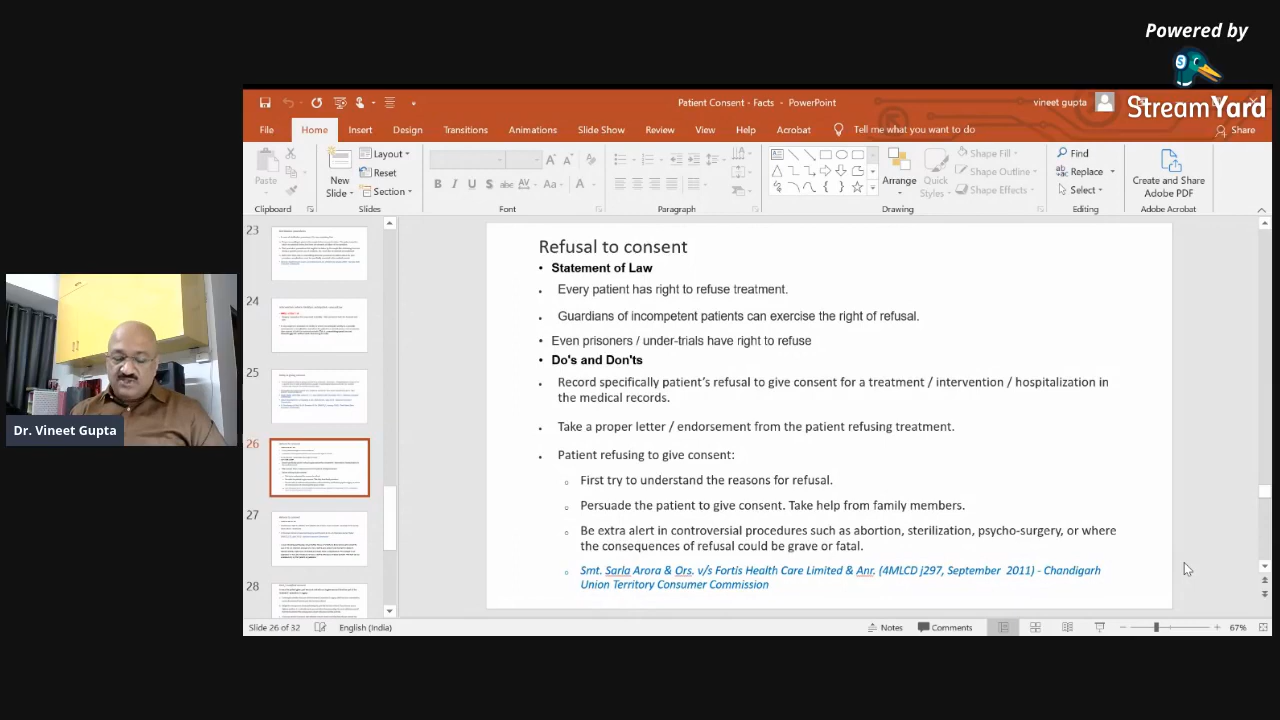 Powered by
StreamYard
Patient Consent - Facts - PowerPoint
vineet gupta
File
Home
Insert
Design
Transitions
Animations
Slide Show
Review
View
Help
Acrobat
Tell me what you want to do
Share
Paste
New
Slide
Layout
Reset
Section
B I U S abc AV Aa A
Arrange
Quick
Styles
Shape Fill
Shape Outline
Shape Effects
Find
Replace
Select
Create and Share
Adobe PDF
Clipboard
Slides
Font
Paragraph
Drawing
Editing
Adobe Acrobat
23
24
25
26
27
28
Refusal to consent
• Statement of Law
• Every patient has right to refuse treatment.
• Guardians of incompetent patients can exercise the right of refusal.
• Even prisoners / under-trials have right to refuse
• Do's and Don'ts
• Record specifically patient's refusal to give consent for a treatment / intervention / hospitalization in
the medical records.
• Take a proper letter / endorsement from the patient refusing treatment.
• Patient refusing to give consent:
Firstly try to understand the reasons for refusal.
Persuade the patient to give consent. Take help from family members.
Be extra alert in controversial procedures such as abortion, sterilization, psycho-surgery, or where
the consequences of refusal could be grave or fatal.
Smt. Sarla Arora & Ors. v/s Fortis Health Care Limited & Anr. (4MLCD j297, September 2011) - Chandigarh
Union Territory Consumer Commission
Dr. Vineet Gupta
Slide 26 of 32
English (India)
Notes
Comments
67%